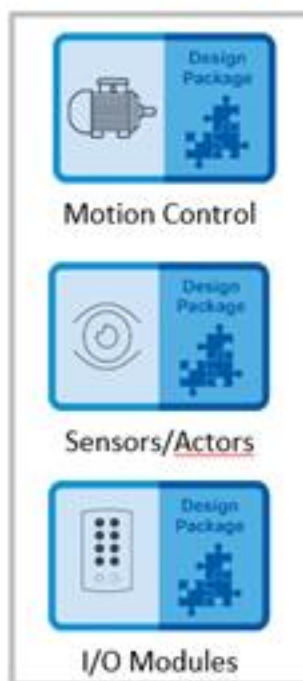 Design
Package
Motion Control
Design
Package
Sensors/Actors
Design
Package
I/O Modules